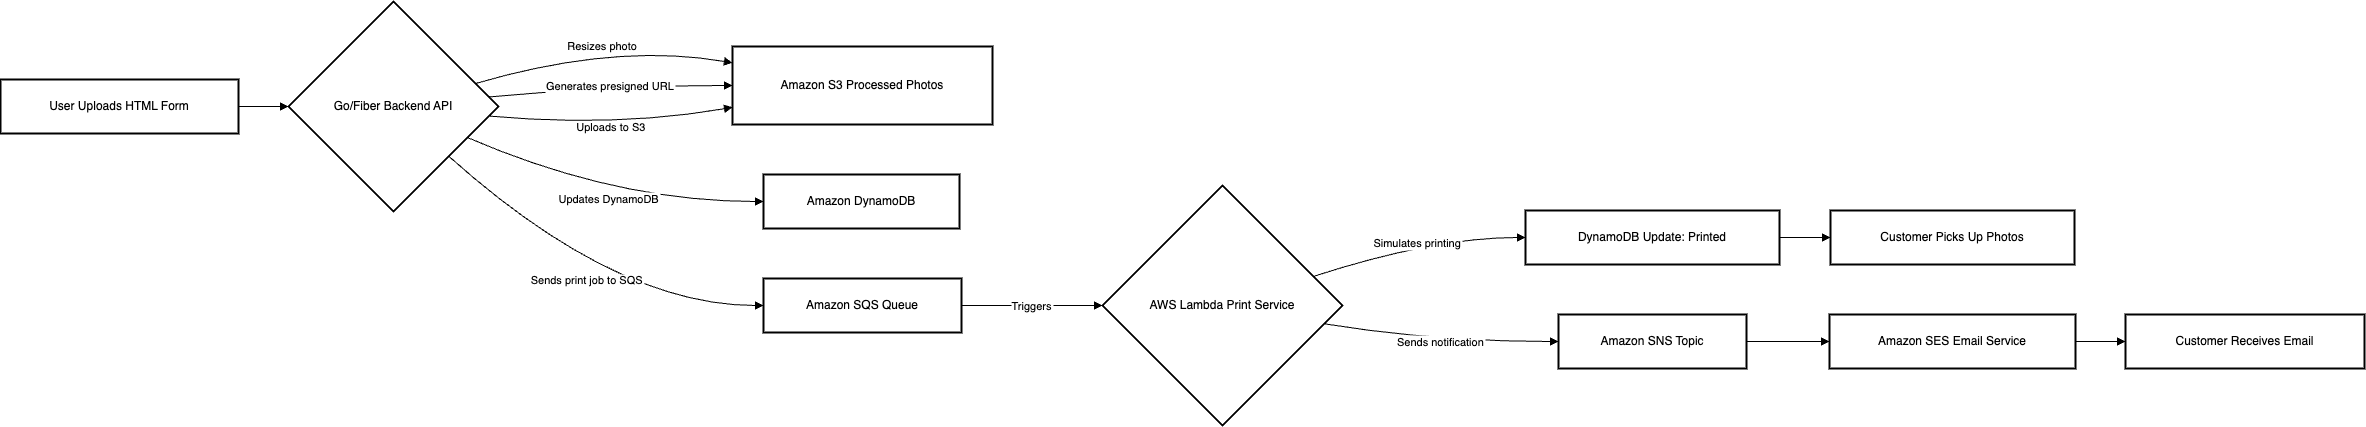 User Uploads HTML Form
Go/Fiber Backend API
Resizes photo
Generates presigned URL
Uploads to S3
Amazon S3 Processed Photos
Updates DynamoDB
Amazon DynamoDB
Sends print job to SQS
Amazon SQS Queue
Triggers
AWS Lambda Print Service
Simulates printing
DynamoDB Update: Printed
Customer Picks Up Photos
Sends notification
Amazon SNS Topic
Amazon SES Email Service
Customer Receives Email